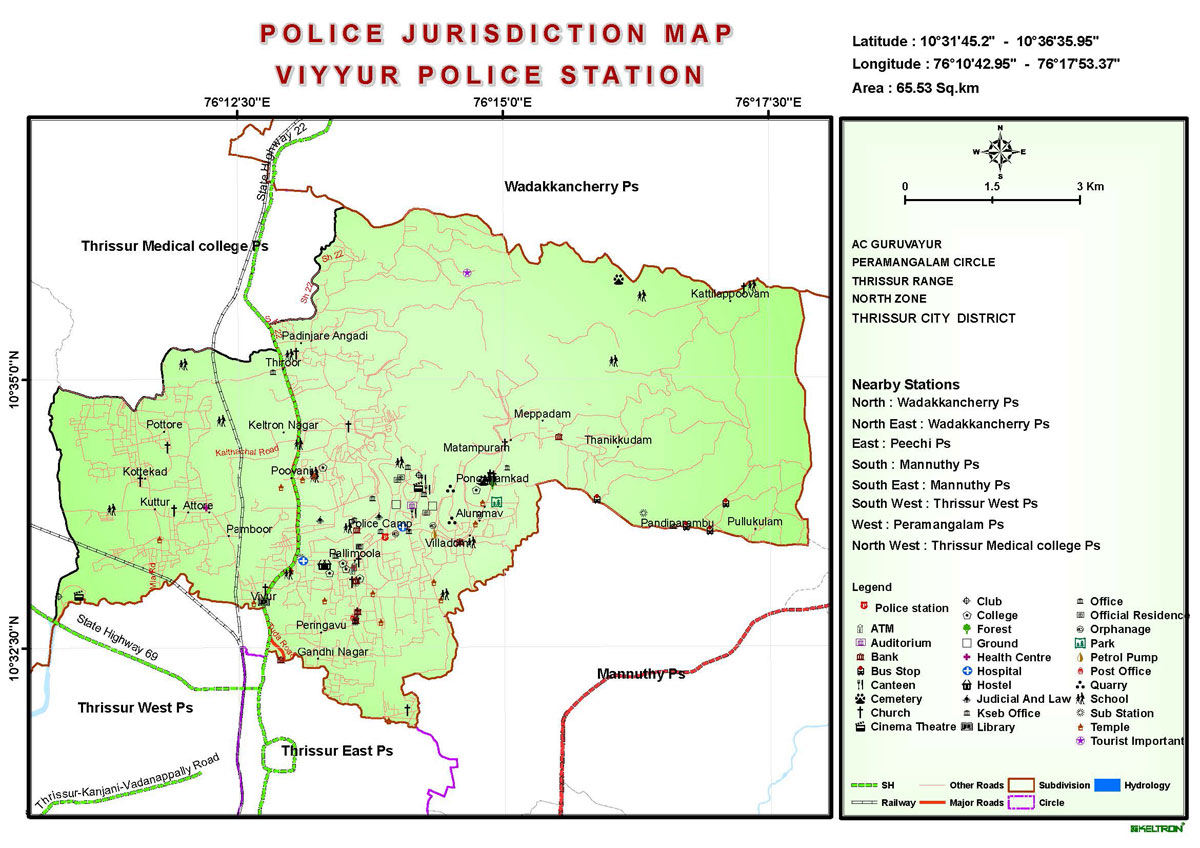 POLICE JURISDICTION MAP
VIYYUR POLICE STATION
Latitude : 10°31'45.2" - 10°36'35.95"
Longitude : 76°10'42.95" - 76°17'53.37"
Area : 65.53 Sq.km
76°12'30"E
76°15'0"E
76°17'30"E
10°35'0"N
10°32'30"N
State Highway 22
Wadakkancherry Ps
Thrissur Medical college Ps
Sh 22
Sh 22
Kattilappoovam
Padinjare Angadi
Thiroor
Meppadam
Pottore
Keltron Nagar
Thanikkudam
Matampuram
Kalthachal Road
Kottekad
Poovani
Kuttur
Attore
Alummav
Police Camp
Pandiparambu
Pullukulam
Pamboor
Pallimoola
Viyur
Peringavu
Gandhi Nagar
State Highway 69
Mannuthy Ps
Thrissur West Ps
Thrissur East Ps
Thrissur-Kanjani-Vadanappally Road
N
W
E
S
0
1.5
3 Km
AC GURUVAYUR
PERAMANGALAM CIRCLE
THRISSUR RANGE
NORTH ZONE
THRISSUR CITY DISTRICT
Nearby Stations
North : Wadakkancherry Ps
North East : Wadakkancherry Ps
East : Peechi Ps
South : Mannuthy Ps
South East : Mannuthy Ps
South West : Thrissur West Ps
West : Peramangalam Ps
North West : Thrissur Medical college Ps
Legend
Police station
ATM
Auditorium
Bank
Bus Stop
Canteen
Cemetery
Church
Cinema Theatre
Club
College
Forest
Ground
Health Centre
Hospital
Hostel
Judicial And Law
Kseb Office
Library
Office
Official Residence
Orphanage
Park
Petrol Pump
Post Office
Quarry
School
Sub Station
Temple
Tourist Important
SH
Other Roads
Subdivision
Hydrology
Railway
Major Roads
Circle
KELTRON